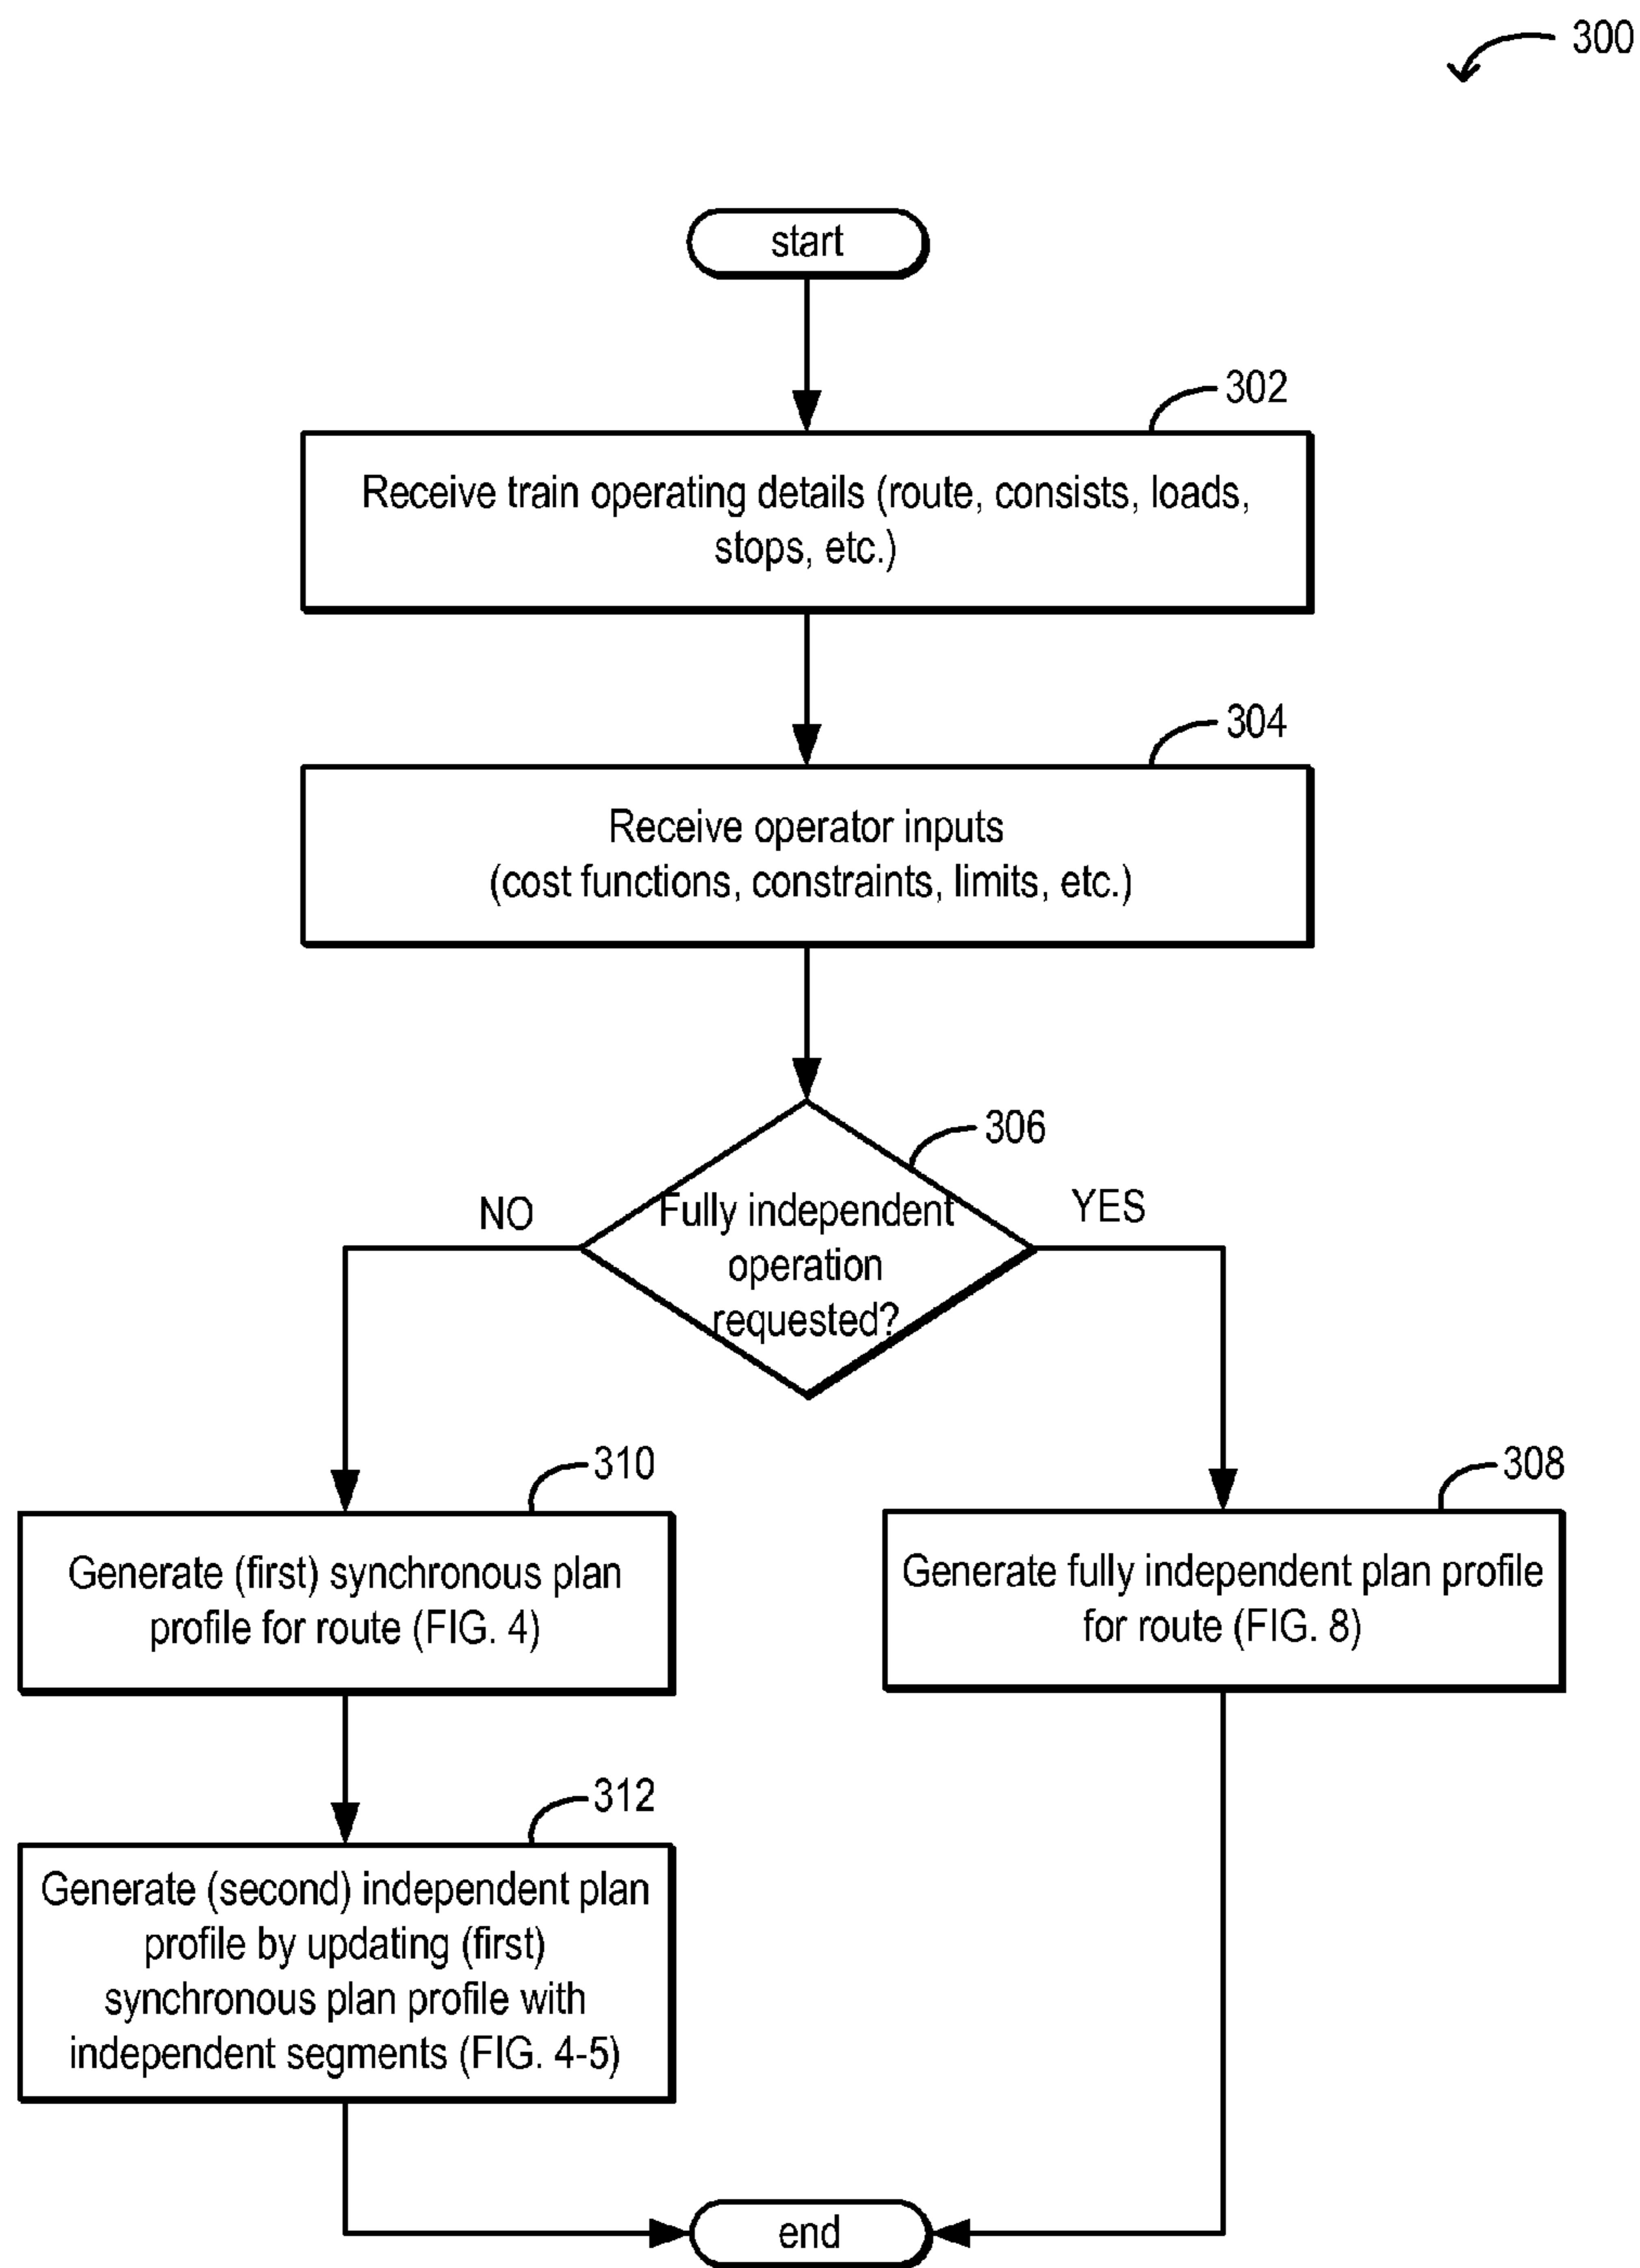 300
start
302
Receive train operating details (route, consists, loads,
stops, etc.)
304
Receive operator inputs
(cost functions, constraints, limits, etc.)
306
NO
YES
Fully independent
operation
requested?
310
Generate (first) synchronous plan
profile for route (FIG. 4)
308
Generate fully independent plan profile
for route (FIG. 8)
312
Generate (second) independent plan
profile by updating (first)
synchronous plan profile with
independent segments (FIG. 4-5)
end